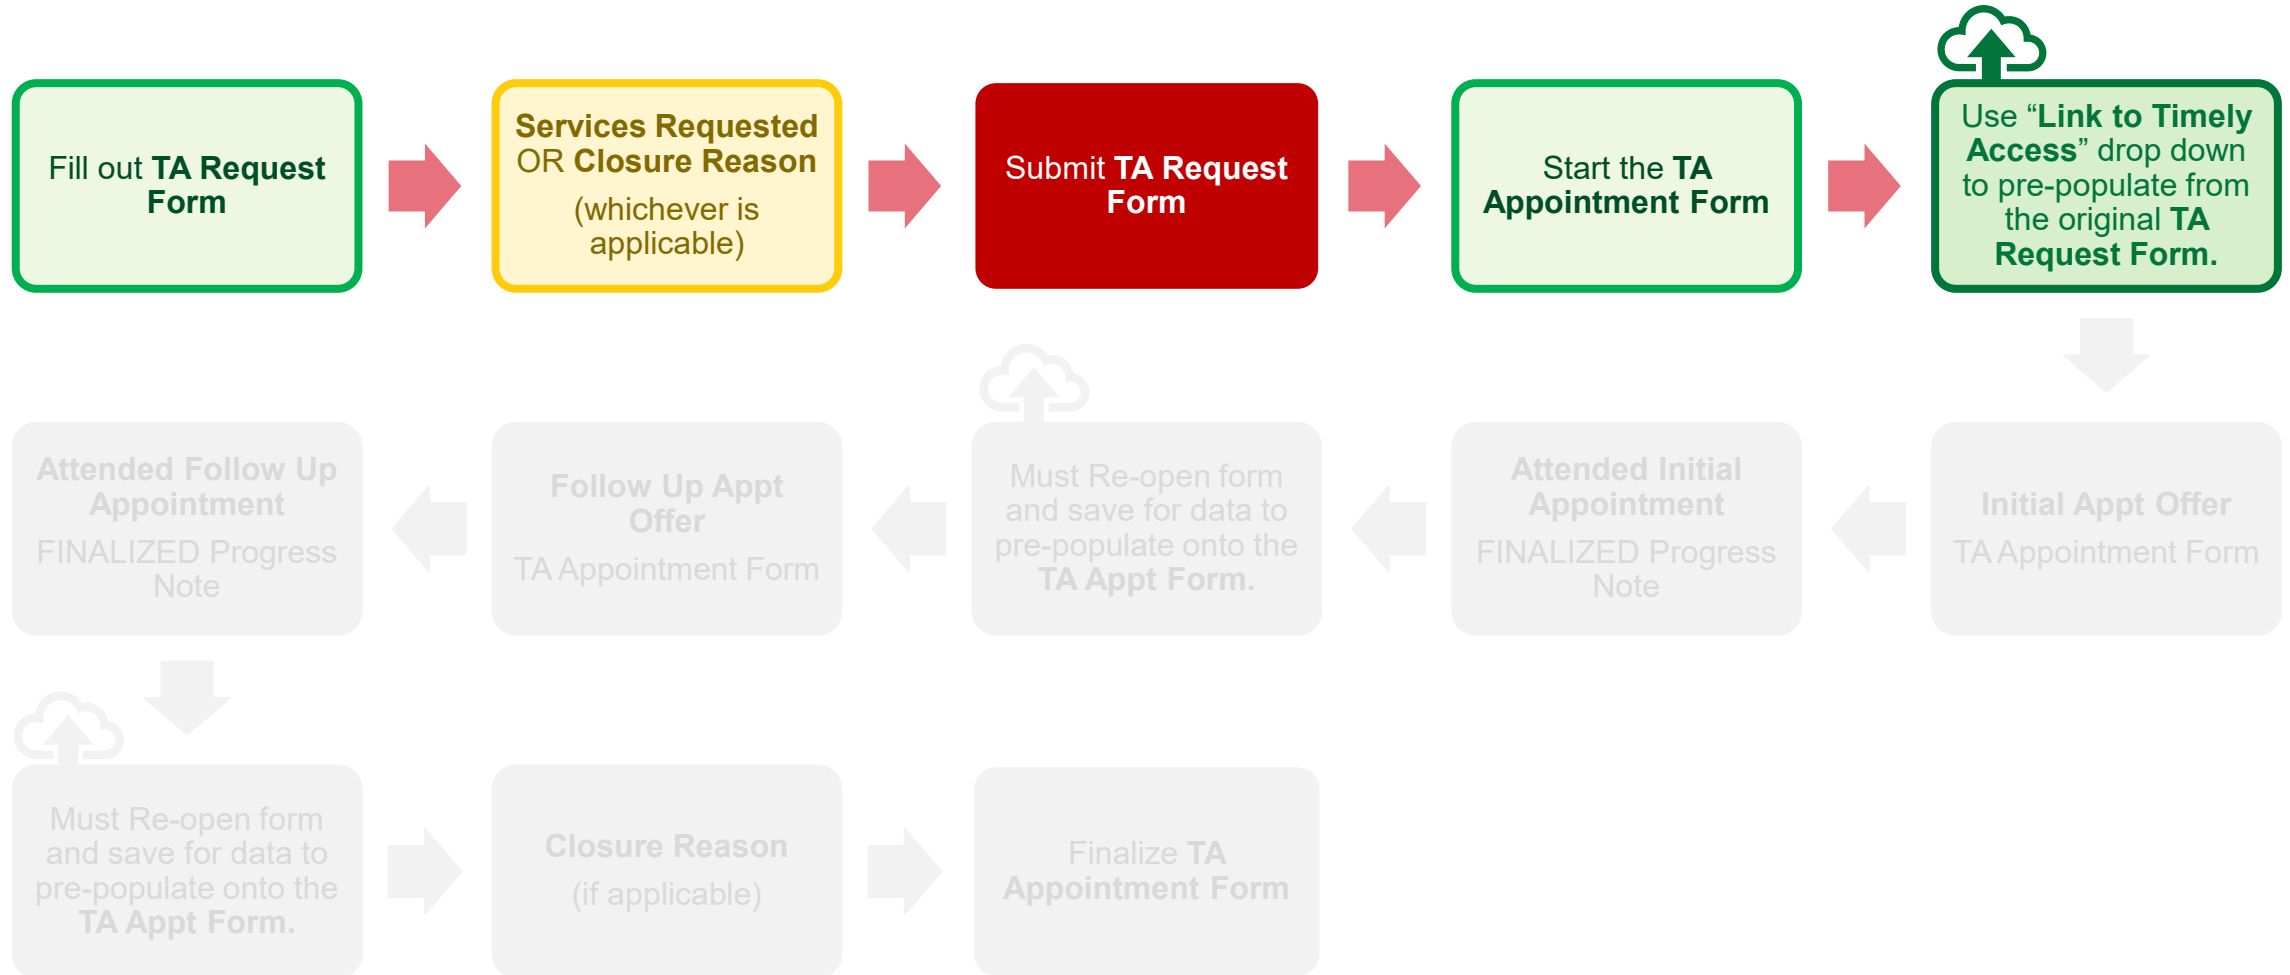 Fill out TA Request
Form
Services Requested
OR Closure Reason
(whichever is
applicable)
Submit TA Request
Form
Start the TA
Appointment Form
Use “Link to Timely
Access” drop down
to pre-populate from
the original TA
Request Form.
Initial Appt Offer
TA Appointment Form
Attended Initial
Appointment
FINALIZED Progress
Note
Must Re-open form
and save for data to
pre-populate onto the
TA Appt Form.
Follow Up Appt
Offer
TA Appointment Form
Attended Follow Up
Appointment
FINALIZED Progress
Note
Must Re-open form
and save for data to
pre-populate onto the
TA Appt Form.
Closure Reason
(if applicable)
Finalize TA
Appointment Form